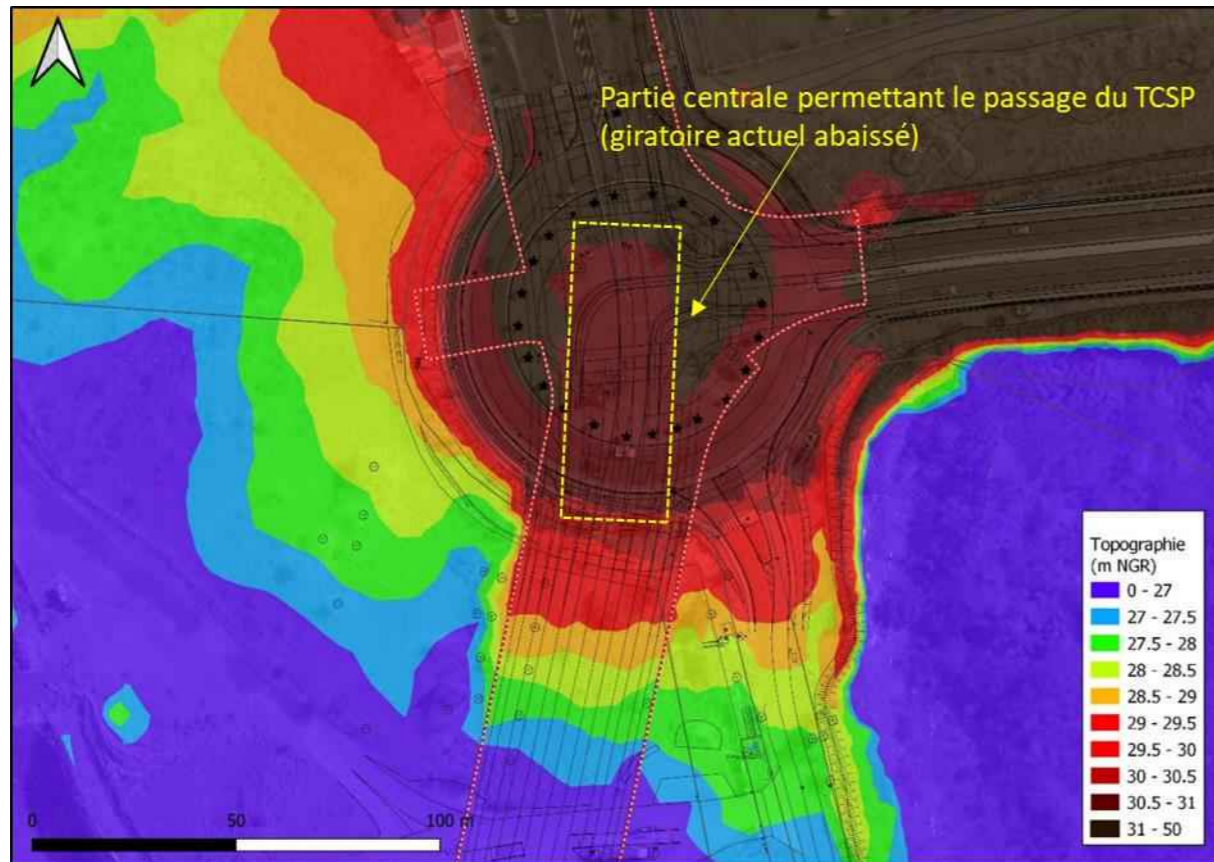 Partie centrale permettant le passage du TCSP
(giratoire actuel abaissé)
Topographie
(m NGR)
0 - 27
27 - 27.5
27.5 - 28
28 - 28.5
28.5 - 29
29 - 29.5
29.5 - 30
30 - 30.5
30.5 - 31
31 - 50
0
50
100 m